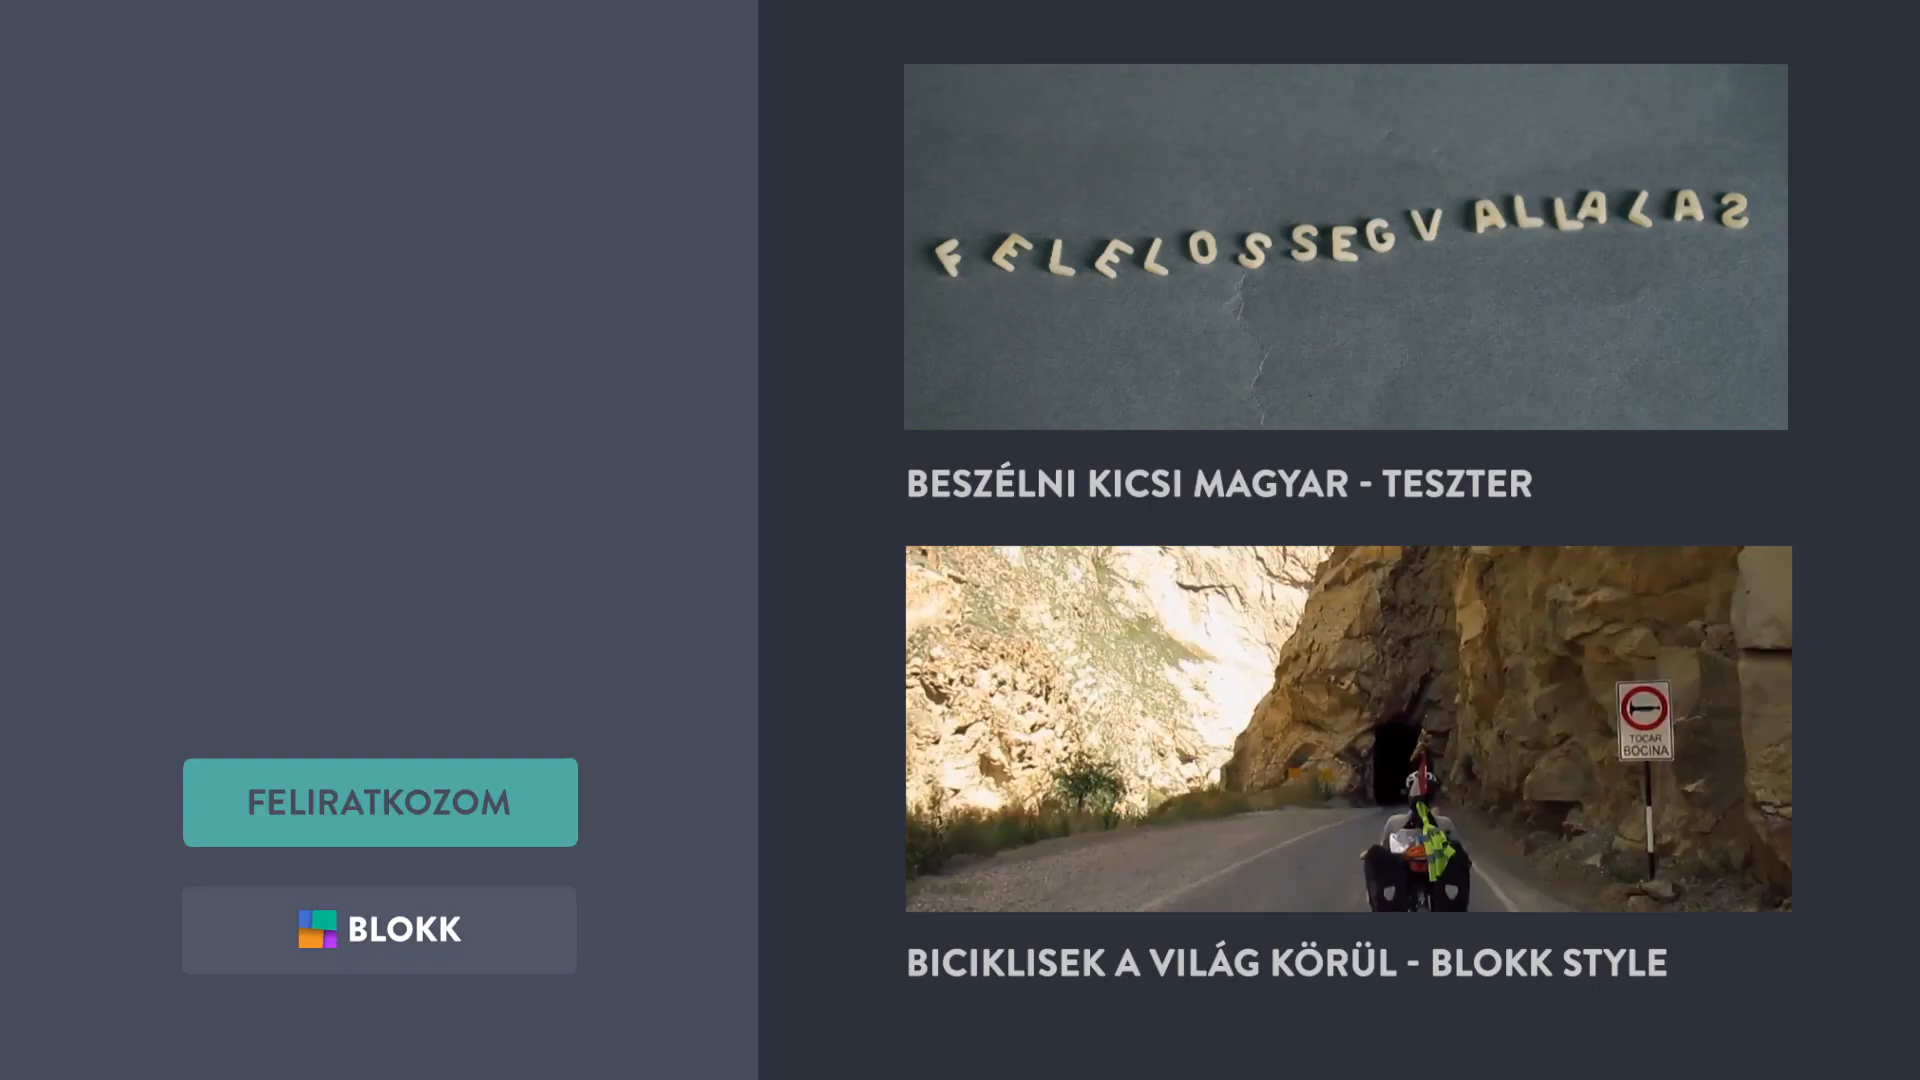 FELELOSSEGVALLALAS
BESZÉLNI KICSI MAGYAR - TESZTER
TOCAR
BOCINA
BICIKLISEK A VILÁG KÖRÜL - BLOKK STYLE
FELIRATKOZOM
BLOKK